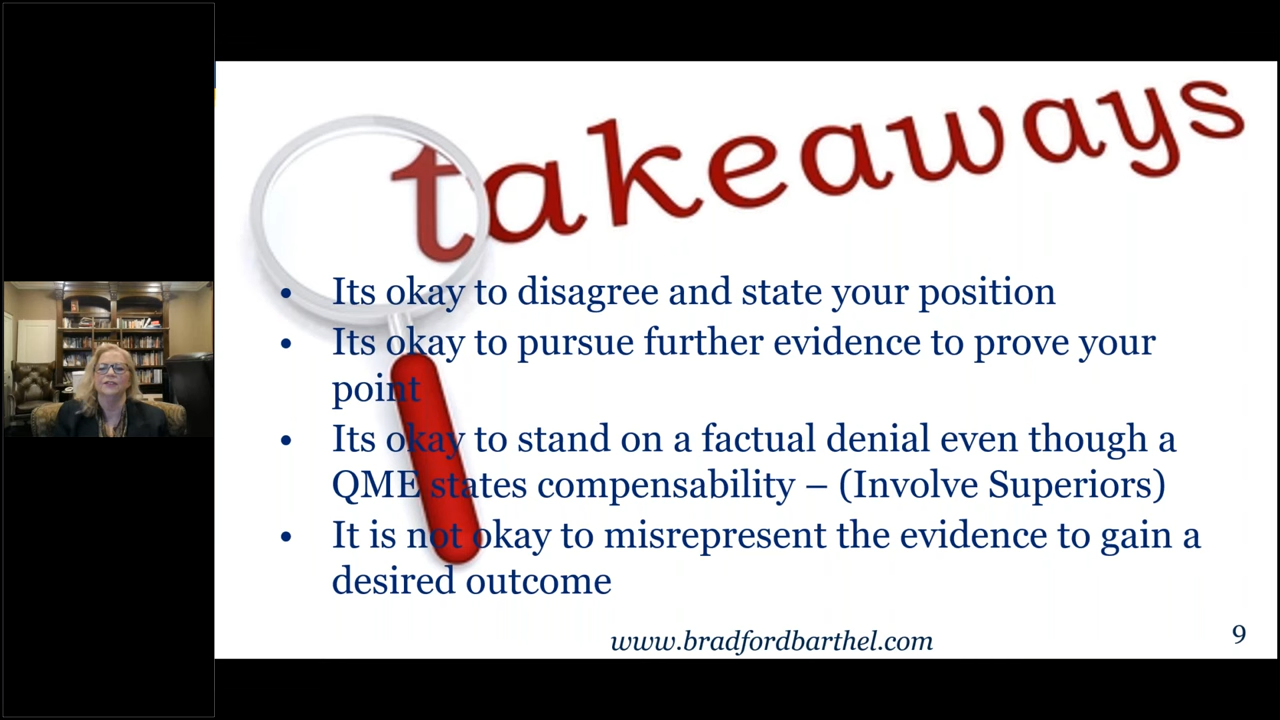 takeaways
• Its okay to disagree and state your position
• Its okay to pursue further evidence to prove your
point
• Its okay to stand on a factual denial even though a
QME states compensability – (Involve Superiors)
• It is not okay to misrepresent the evidence to gain a
desired outcome
www.bradfordbarthel.com
9